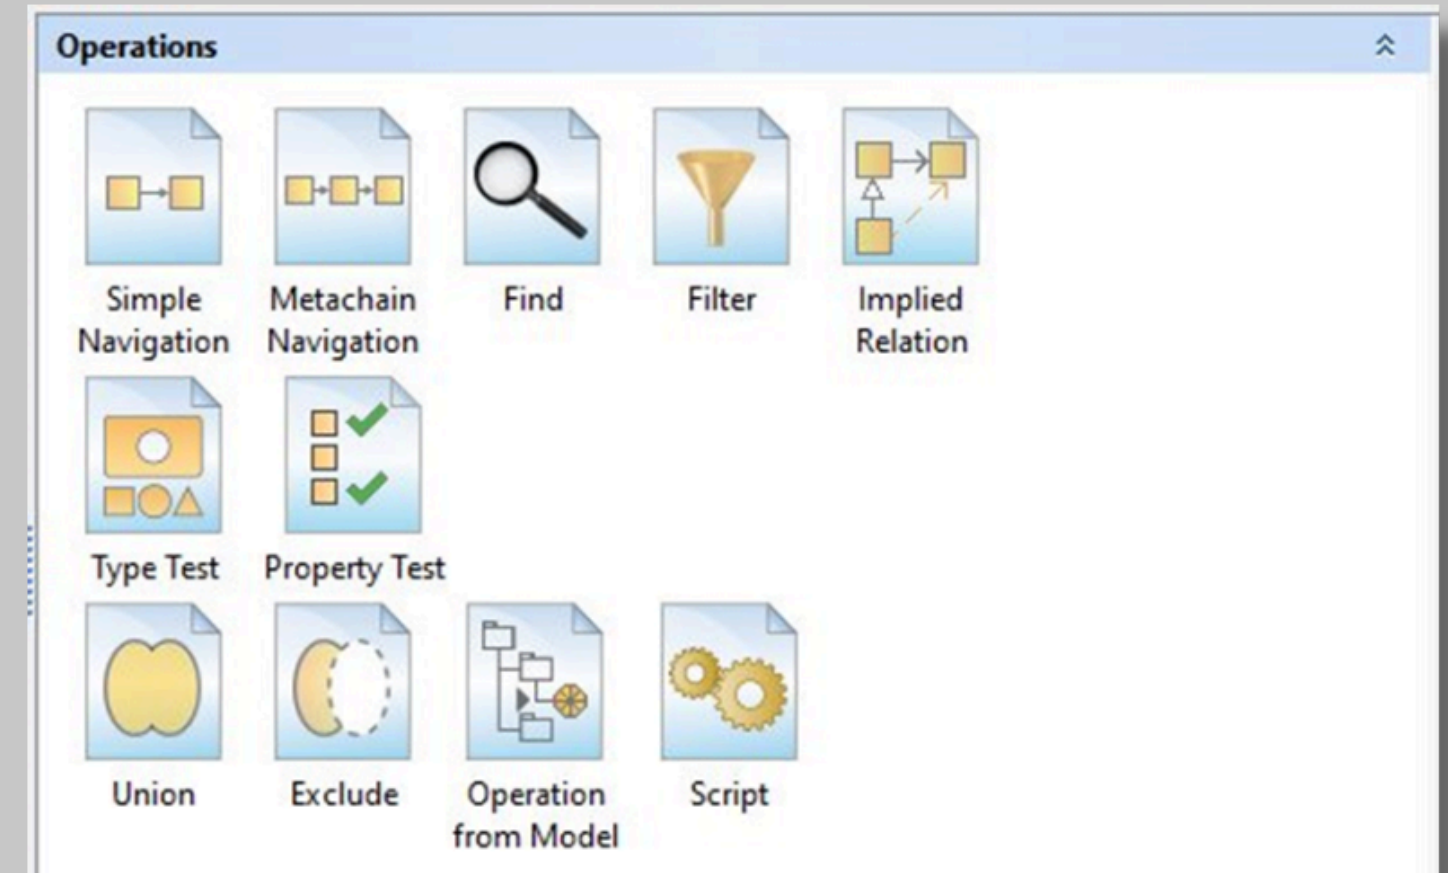 Operations
Simple
Navigation
Metachain
Navigation
Find
Filter
Implied
Relation
Type Test
Property Test
Union
Exclude
Operation
from Model
Script